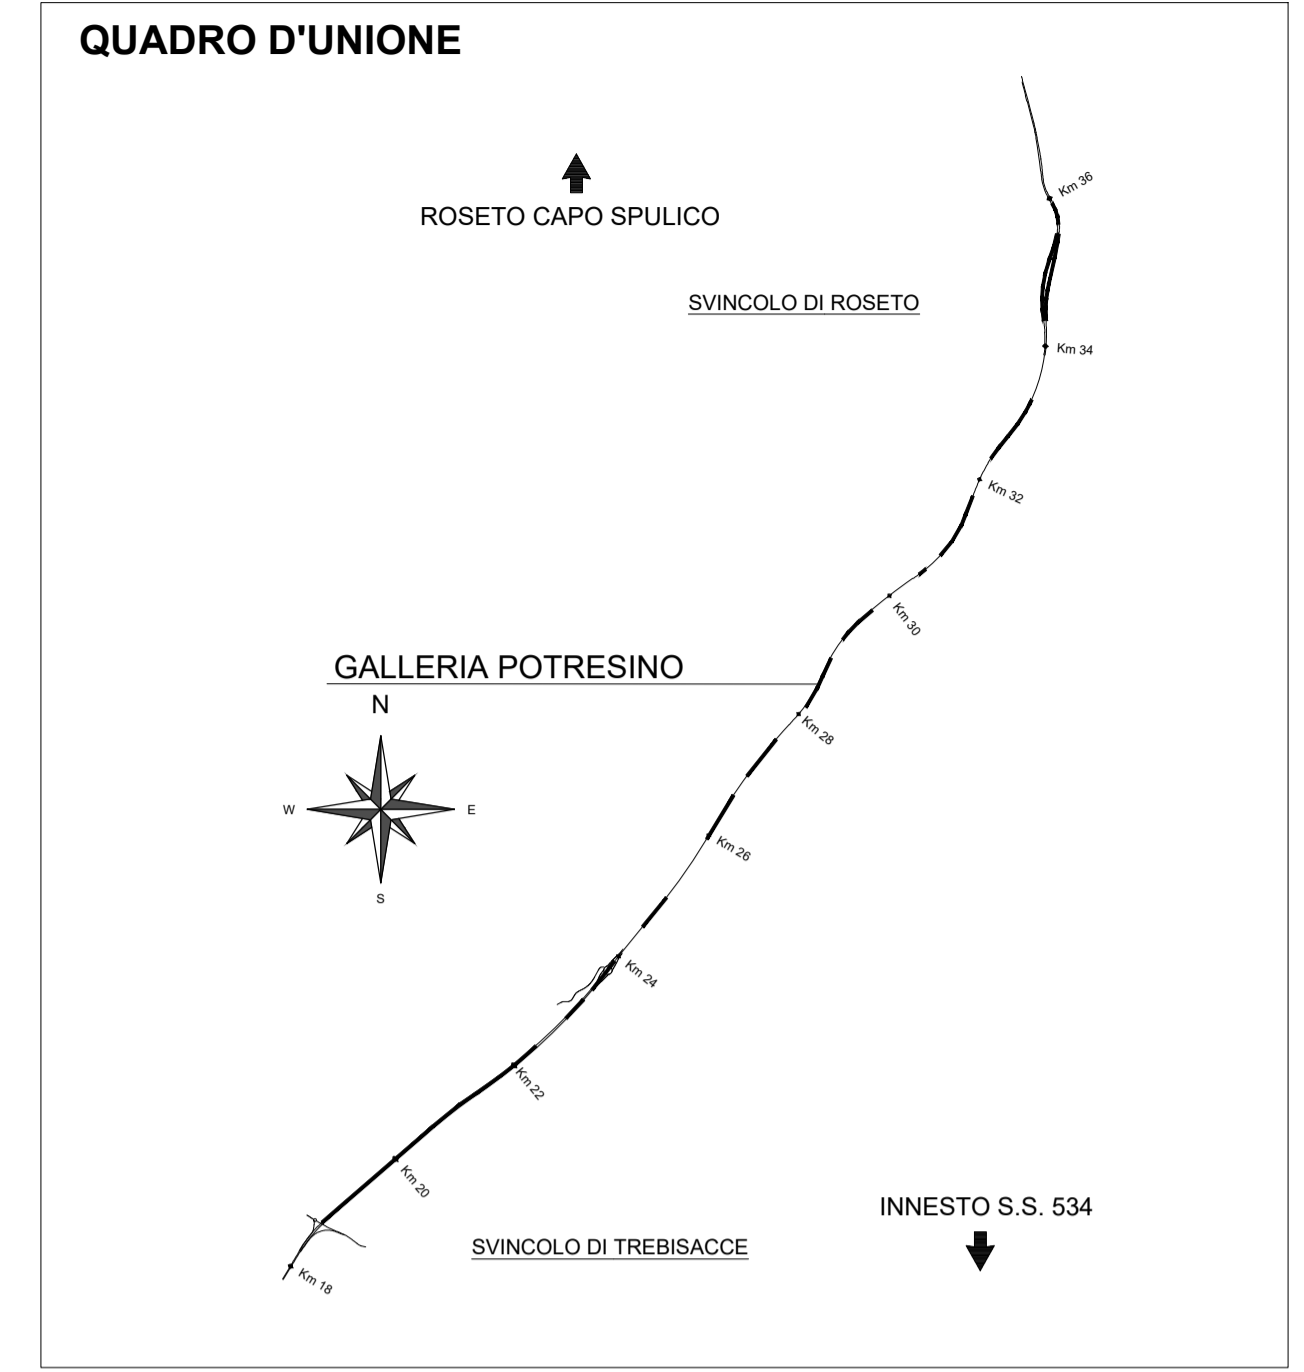 QUADRO D'UNIONE
Km 36
ROSETO CAPO SPULICO
SVINCOLO DI ROSETO
Km 34
Km 32
Km 30
GALLERIA POTRESINO
N
Km 28
W
E
Km 26
S
Km 24
Km 22
Km 20
INNESTO S.S. 534
SVINCOLO DI TREBISACCE
Km 18